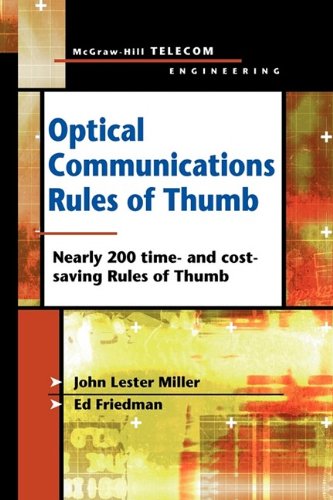 McGraw-Hill TELECOM
ENGINEERING
Optical
Communications
Rules of Thumb
Nearly 200 time- and cost-
saving Rules of Thumb
John Lester Miller
Ed Friedman